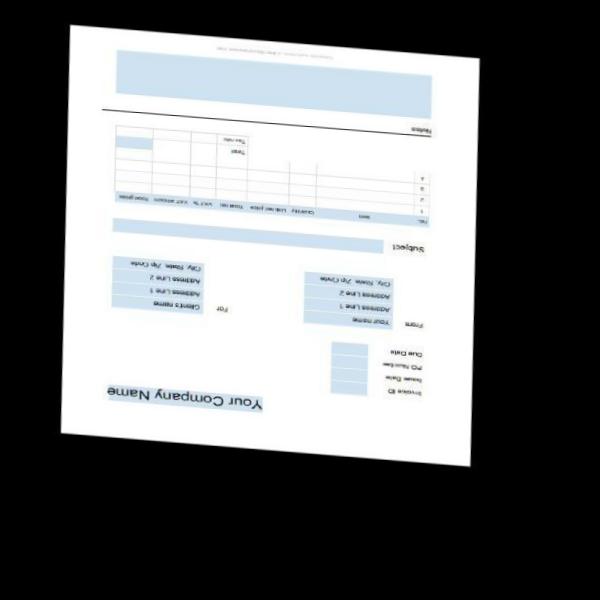 Your Company Name
Invoice ID
Issue Date
PO Number
Due Date
From
Your name
Address Line 1
Address Line 2
City, State, Zip Code
For
Client's name
Address Line 1
Address Line 2
City, State, Zip Code
Subject
No. Item Quantity Unit net price Total net VAT % VAT amount Total gross
1
2
3
4
Total
Tax rate
Notes